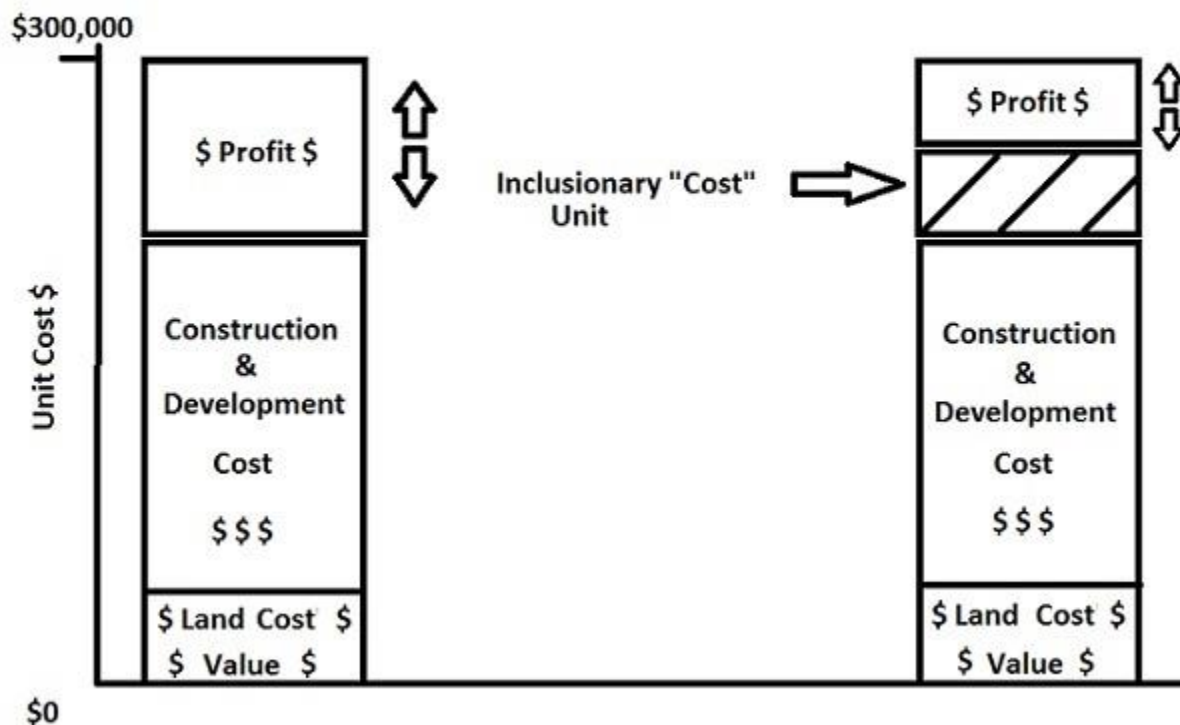 $300,000
$ Profit $
$ Profit $
Inclusionary "Cost"
Unit
Unit Cost $
Construction
&
Development
Cost
$ $ $
Construction
&
Development
Cost
$ $ $
$ Land Cost $
$ Value $
$ Land Cost $
$ Value $
$0